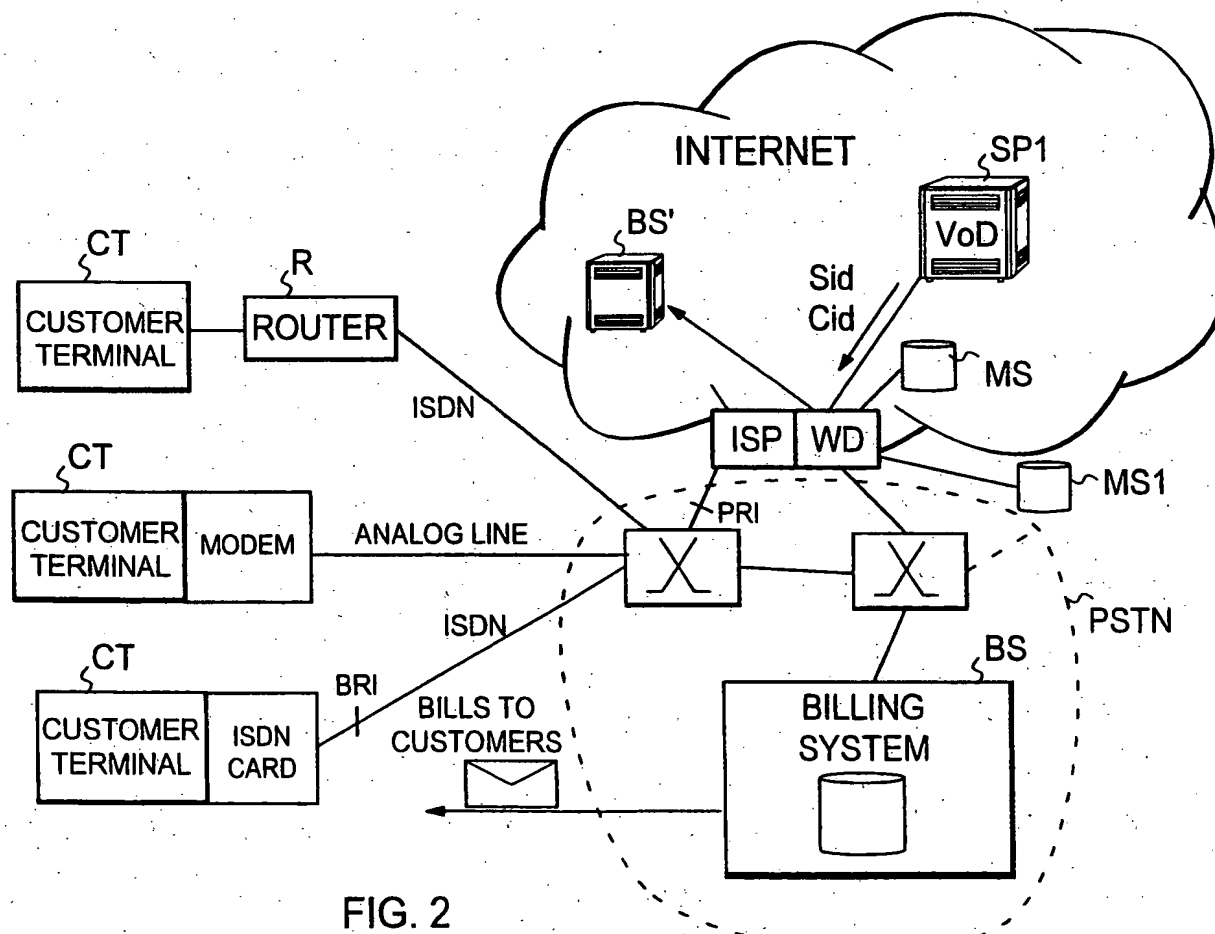 INTERNET
SP1
VoD
BS'
Sid
Cid
MS
CT
R
CUSTOMER
TERMINAL
ROUTER
ISDN
ISP
WD
MS1
PRI
CT
CUSTOMER
TERMINAL
MODEM
ANALOG LINE
ISDN
PSTN
CT
CUSTOMER
TERMINAL
ISDN
CARD
BRI
BILLS TO
CUSTOMERS
BS
BILLING
SYSTEM
FIG. 2